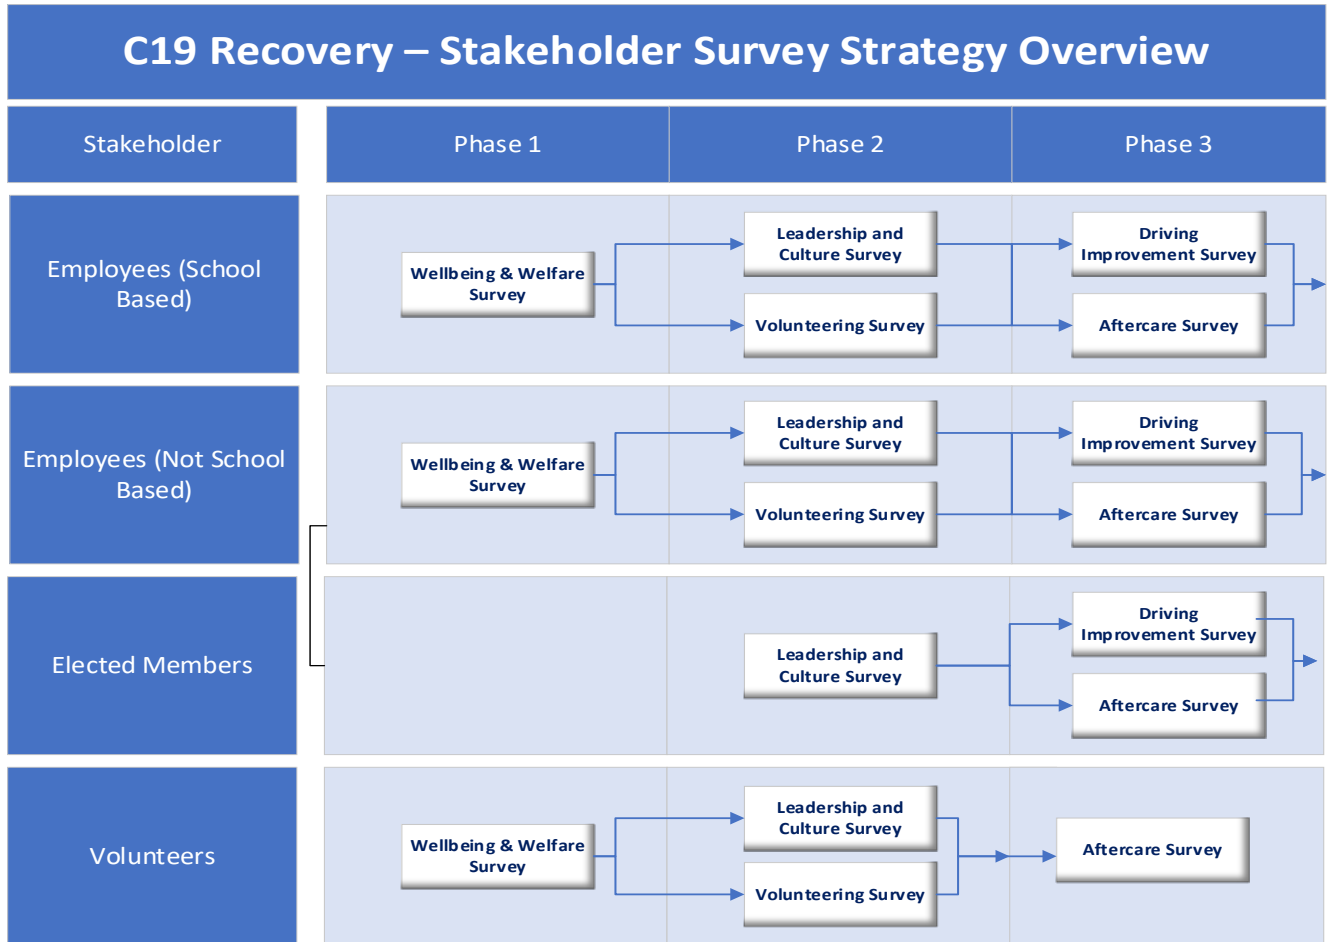 C19 Recovery – Stakeholder Survey Strategy Overview
Stakeholder
Phase 1
Phase 2
Phase 3
Employees (School
Based)
Wellbeing & Welfare
Survey
Leadership and
Culture Survey
Volunteering Survey
Driving
Improvement Survey
Aftercare Survey
Employees (Not School
Based)
Wellbeing & Welfare
Survey
Leadership and
Culture Survey
Volunteering Survey
Driving
Improvement Survey
Aftercare Survey
Elected Members
Leadership and
Culture Survey
Driving
Improvement Survey
Aftercare Survey
Volunteers
Wellbeing & Welfare
Survey
Leadership and
Culture Survey
Volunteering Survey
Aftercare Survey